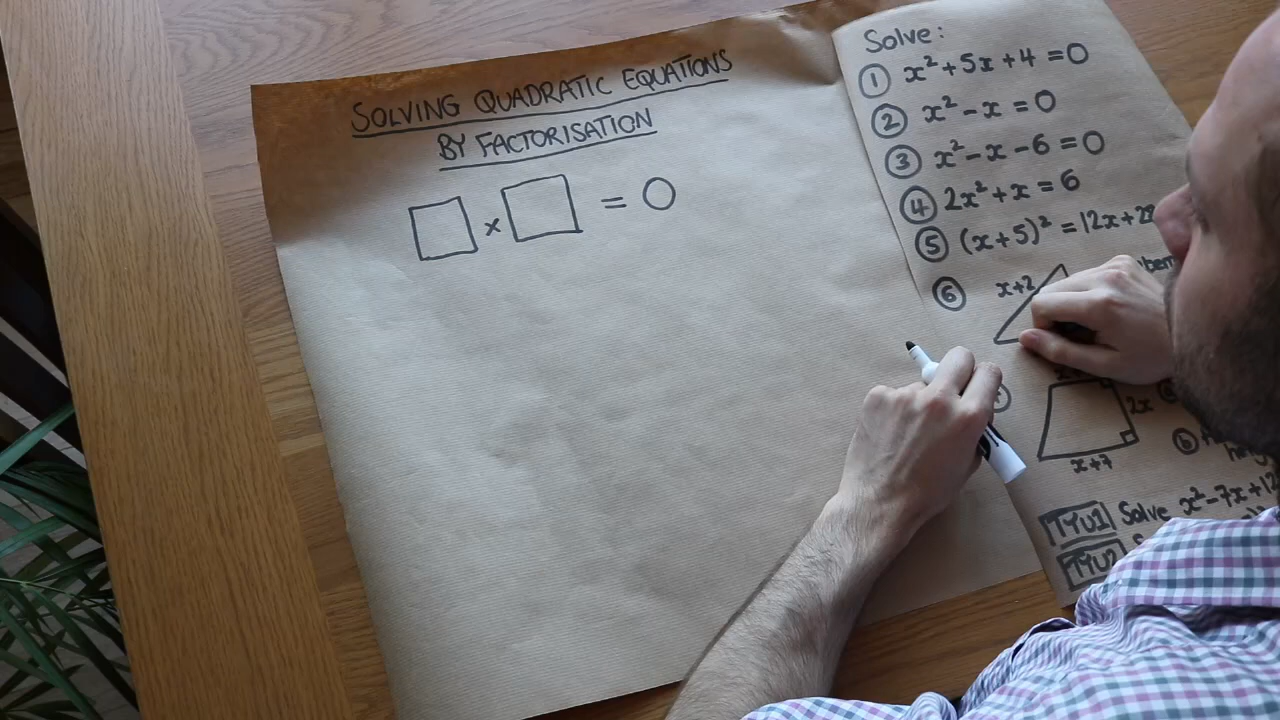 SOLVING QUADRATIC EQUATIONS
BY FACTORISATION
□ × □ = 0
Solve:
① x² + 5x + 4 = 0
② x² - x = 0
③ x² - x - 6 = 0
④ 2x² + x = 6
⑤ (x+5)² = 12x +
⑥ x+2
2x
x+7
ⓑ
TYU1 Solve x² - 7x + 12
TYU2